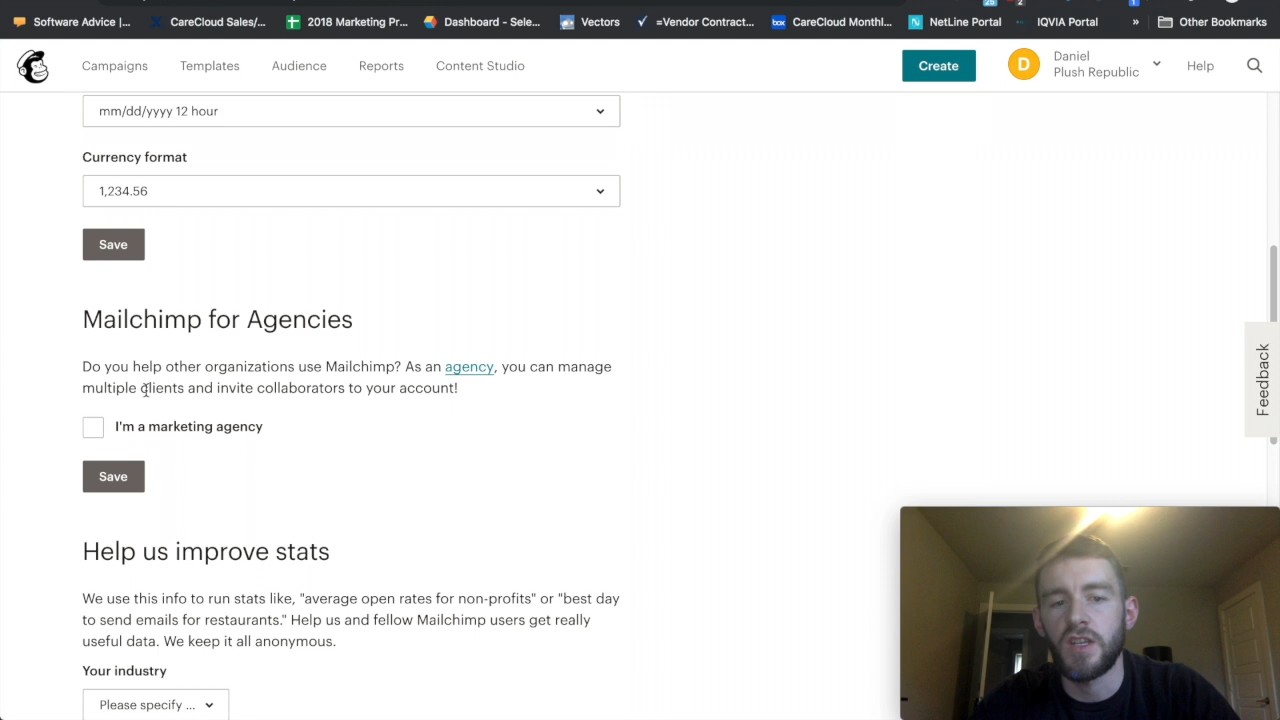 Software Advice |...
CareCloud Sales/...
2018 Marketing Pr...
Dashboard - Sele...
Vectors
=Vendor Contract...
box
CareCloud Monthl...
N
NetLine Portal
IQVIA Portal
»
Other Bookmarks
Campaigns
Templates
Audience
Reports
Content Studio
Create
D
Daniel
Plush Republic
Help
mm/dd/yyyy 12 hour
Currency format
1,234.56
Save
Mailchimp for Agencies
Do you help other organizations use Mailchimp? As an agency, you can manage
multiple clients and invite collaborators to your account!
I'm a marketing agency
Save
Feedback
Help us improve stats
We use this info to run stats like, "average open rates for non-profits" or "best day
to send emails for restaurants." Help us and fellow Mailchimp users get really
useful data. We keep it all anonymous.
Your industry
Please specify ...